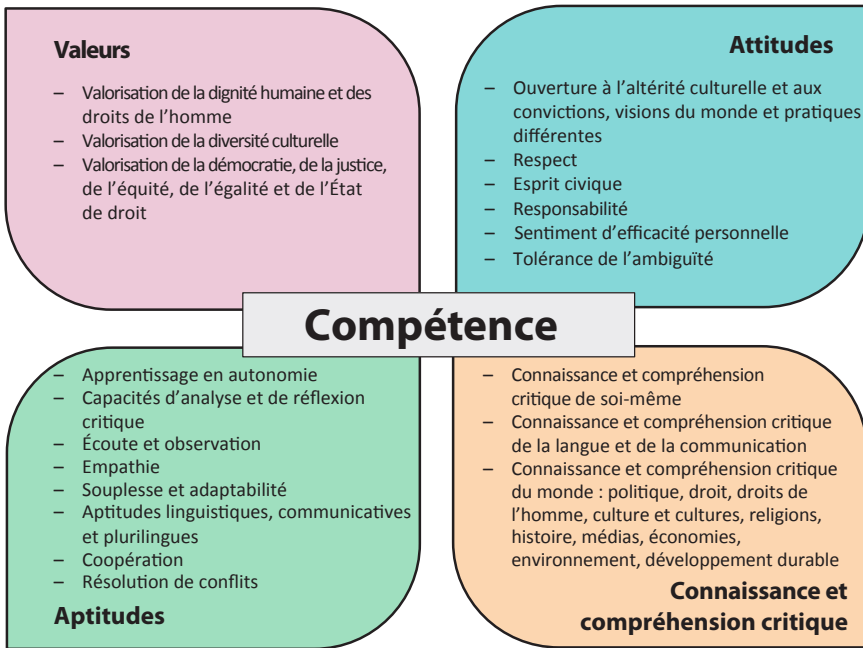 Valeurs
– Valorisation de la dignité humaine et des
droits de l’homme
– Valorisation de la diversité culturelle
– Valorisation de la démocratie, de la justice,
de l’équité, de l’égalité et de l’État
de droit
Attitudes
– Ouverture à l’altérité culturelle et aux
convictions, visions du monde et pratiques
différentes
– Respect
– Esprit civique
– Responsabilité
– Sentiment d’efficacité personnelle
– Tolérance de l’ambiguïté
Compétence
– Apprentissage en autonomie
– Capacités d’analyse et de réflexion
critique
– Écoute et observation
– Empathie
– Souplesse et adaptabilité
– Aptitudes linguistiques, communicatives
et plurilingues
– Coopération
– Résolution de conflits
Aptitudes
– Connaissance et compréhension
critique de soi-même
– Connaissance et compréhension critique
de la langue et de la communication
– Connaissance et compréhension critique
du monde : politique, droit, droits de
l’homme, culture et cultures, religions,
histoire, médias, économies,
environnement, développement durable
Connaissance et
compréhension critique